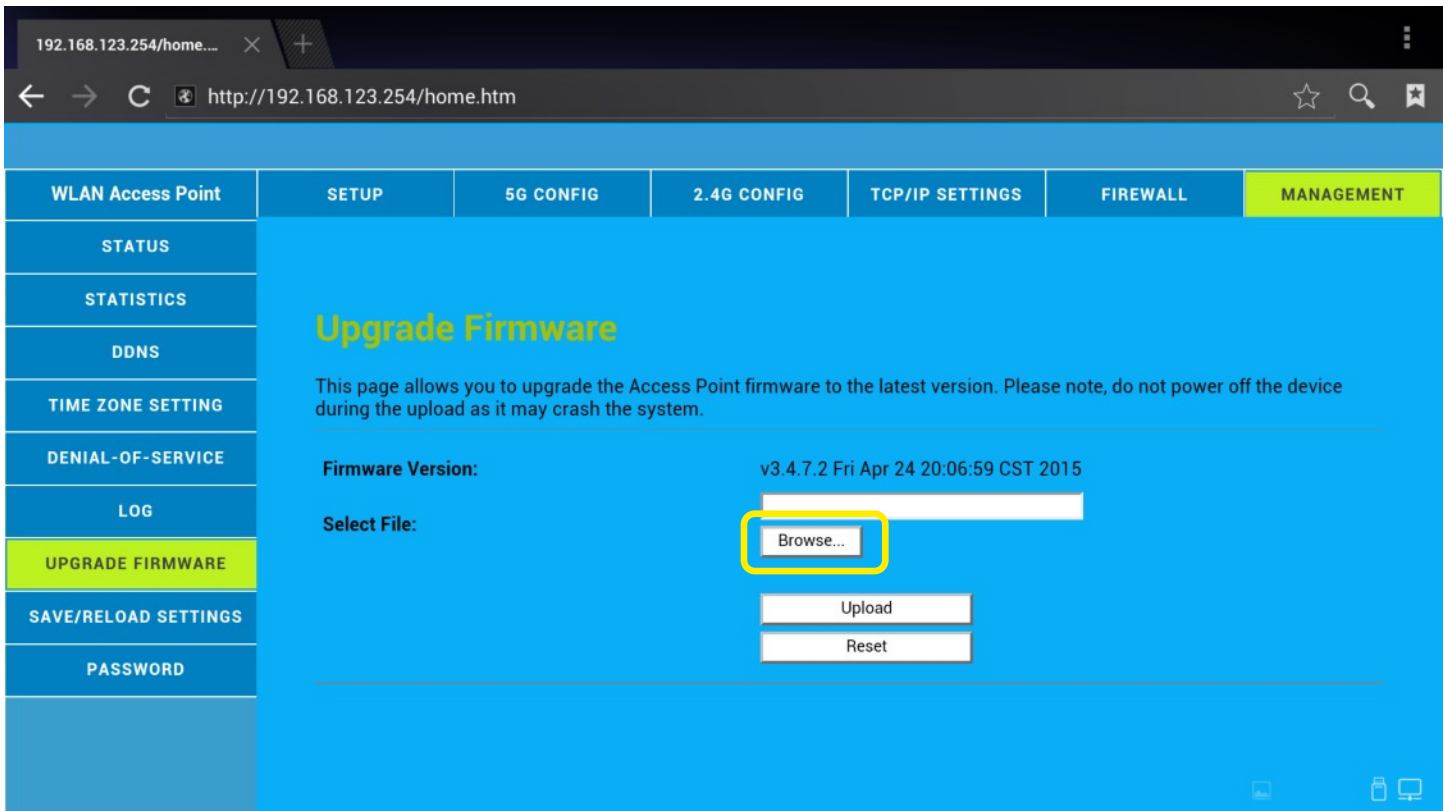 192.168.123.254/home....
http://192.168.123.254/home.htm
WLAN Access Point SETUP 5G CONFIG 2.4G CONFIG TCP/IP SETTINGS FIREWALL MANAGEMENT
STATUS
STATISTICS
DDNS
TIME ZONE SETTING
DENIAL-OF-SERVICE
LOG
UPGRADE FIRMWARE
SAVE/RELOAD SETTINGS
PASSWORD
Upgrade Firmware
This page allows you to upgrade the Access Point firmware to the latest version. Please note, do not power off the device
during the upload as it may crash the system.
Firmware Version: v3.4.7.2 Fri Apr 24 20:06:59 CST 2015
Select File:
Browse...
Upload
Reset